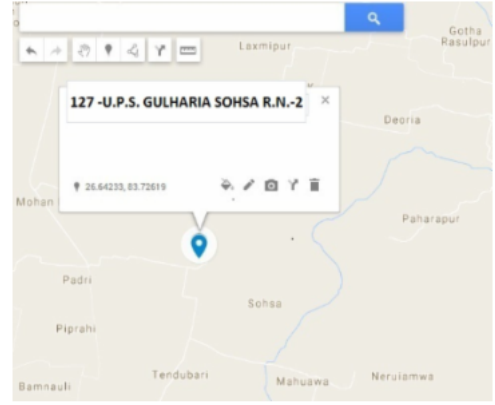 Gotha
Rasulpur
Laxmipur
127 -U.P.S. GULHARIA SOHSA R.N.-2
Deoria
26.64233, 83.72619
Mohan
Paharapur
Padri
Sohsa
Piprahi
Tendubari
Mahuawa
Neruiamwa
Bamnauli